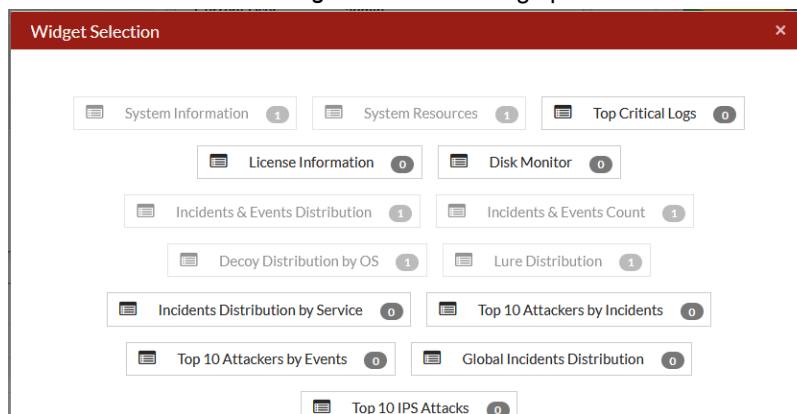 Widget Selection ×
System Information 1 System Resources 1 Top Critical Logs 0
License Information 0 Disk Monitor 0
Incidents & Events Distribution 1 Incidents & Events Count 1
Decoy Distribution by OS 1 Lure Distribution 1
Incidents Distribution by Service 0 Top 10 Attackers by Incidents 0
Top 10 Attackers by Events 0 Global Incidents Distribution 0
Top 10 IPS Attacks 0